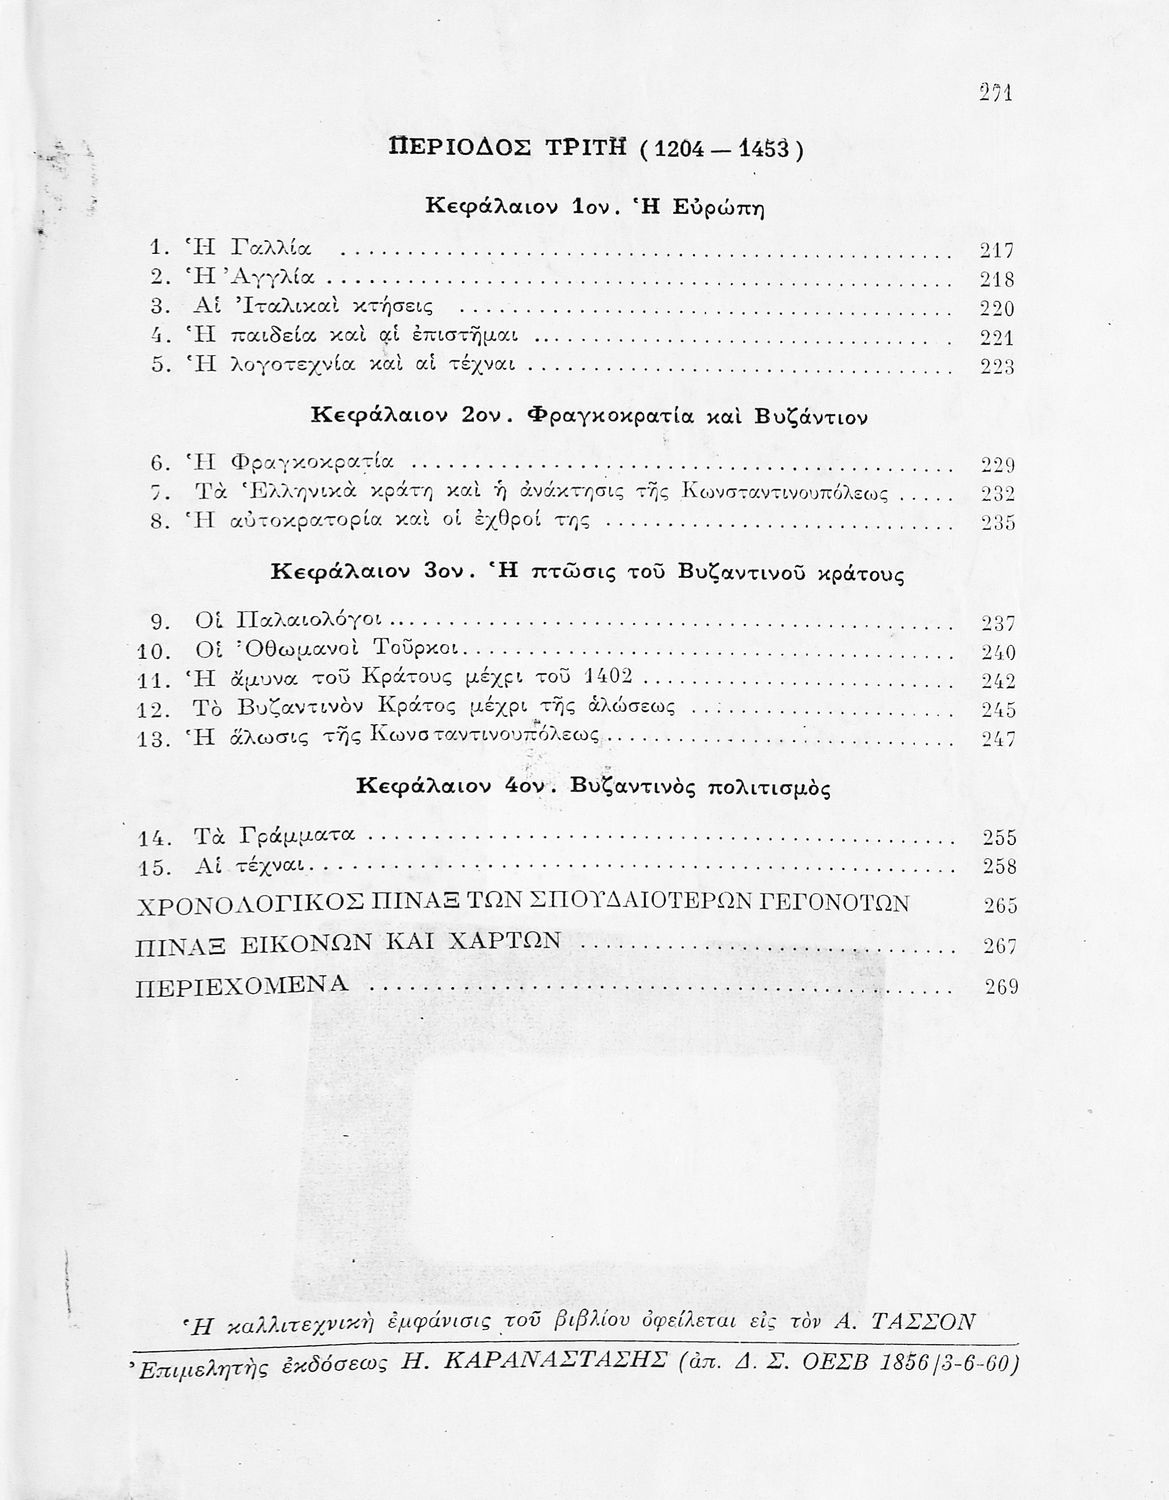 271
ΠΕΡΙΟΔΟΣ ΤΡΙΤΗ (1204 — 1453)
Κεφάλαιον 1ον. Ἡ Εὐρώπη
1. Ἡ Γαλλία ........ 217
2. Ἡ Ἀγγλία ........ 218
3. Αἱ Ἰταλικαὶ κτήσεις ........ 220
4. Ἡ παιδεία καὶ αἱ ἐπιστῆμαι ........ 221
5. Ἡ λογοτεχνία καὶ αἱ τέχναι ........ 223
Κεφάλαιον 2ον. Φραγκοκρατία καὶ Βυζάντιον
6. Ἡ Φραγκοκρατία ........ 229
7. Τὰ Ἑλληνικὰ κράτη καὶ ἡ ἀνάκτησις τῆς Κωνσταντινουπόλεως ..... 232
8. Ἡ αὐτοκρατορία καὶ οἱ ἐχθροί της ........ 235
Κεφάλαιον 3ον. Ἡ πτῶσις τοῦ Βυζαντινοῦ κράτους
9. Οἱ Παλαιολόγοι ........ 237
10. Οἱ Ὀθωμανοὶ Τοῦρκοι ........ 240
11. Ἡ ἄμυνα τοῦ Κράτους μέχρι τοῦ 1402 ........ 242
12. Τὸ Βυζαντινὸν Κράτος μέχρι τῆς ἁλώσεως ........ 245
13. Ἡ ἅλωσις τῆς Κωνσταντινουπόλεως ........ 247
Κεφάλαιον 4ον. Βυζαντινὸς πολιτισμὸς
14. Τὰ Γράμματα ........ 255
15. Αἱ τέχναι ........ 258
ΧΡΟΝΟΛΟΓΙΚΟΣ ΠΙΝΑΞ ΤΩΝ ΣΠΟΥΔΑΙΟΤΕΡΩΝ ΓΕΓΟΝΟΤΩΝ 265
ΠΙΝΑΞ ΕΙΚΟΝΩΝ ΚΑΙ ΧΑΡΤΩΝ ........ 267
ΠΕΡΙΕΧΟΜΕΝΑ ........ 269
Ἡ καλλιτεχνικὴ ἐμφάνισις τοῦ βιβλίου ὀφείλεται εἰς τὸν Α. ΤΑΣΣΟΝ
Ἐπιμελητὴς ἐκδόσεως Η. ΚΑΡΑΝΑΣΤΑΣΗΣ (ἀπ. Δ. Σ. ΟΕΣΒ 1856/3-6-60)